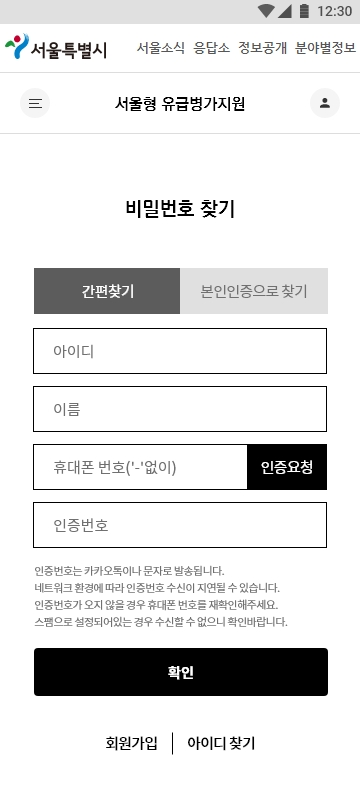 12:30
서울특별시
서울소식 응답소 정보공개 분야별정보
서울형 유급병가지원
비밀번호 찾기
간편찾기 본인인증으로 찾기
아이디
이름
휴대폰 번호('-'없이) 인증요청
인증번호
인증번호는 카카오톡이나 문자로 발송됩니다.
네트워크 환경에 따라 인증번호 수신이 지연될 수 있습니다.
인증번호가 오지 않을 경우 휴대폰 번호를 재확인해주세요.
스팸으로 설정되어있는 경우 수신할 수 없으니 확인바랍니다.
확인
회원가입 아이디 찾기